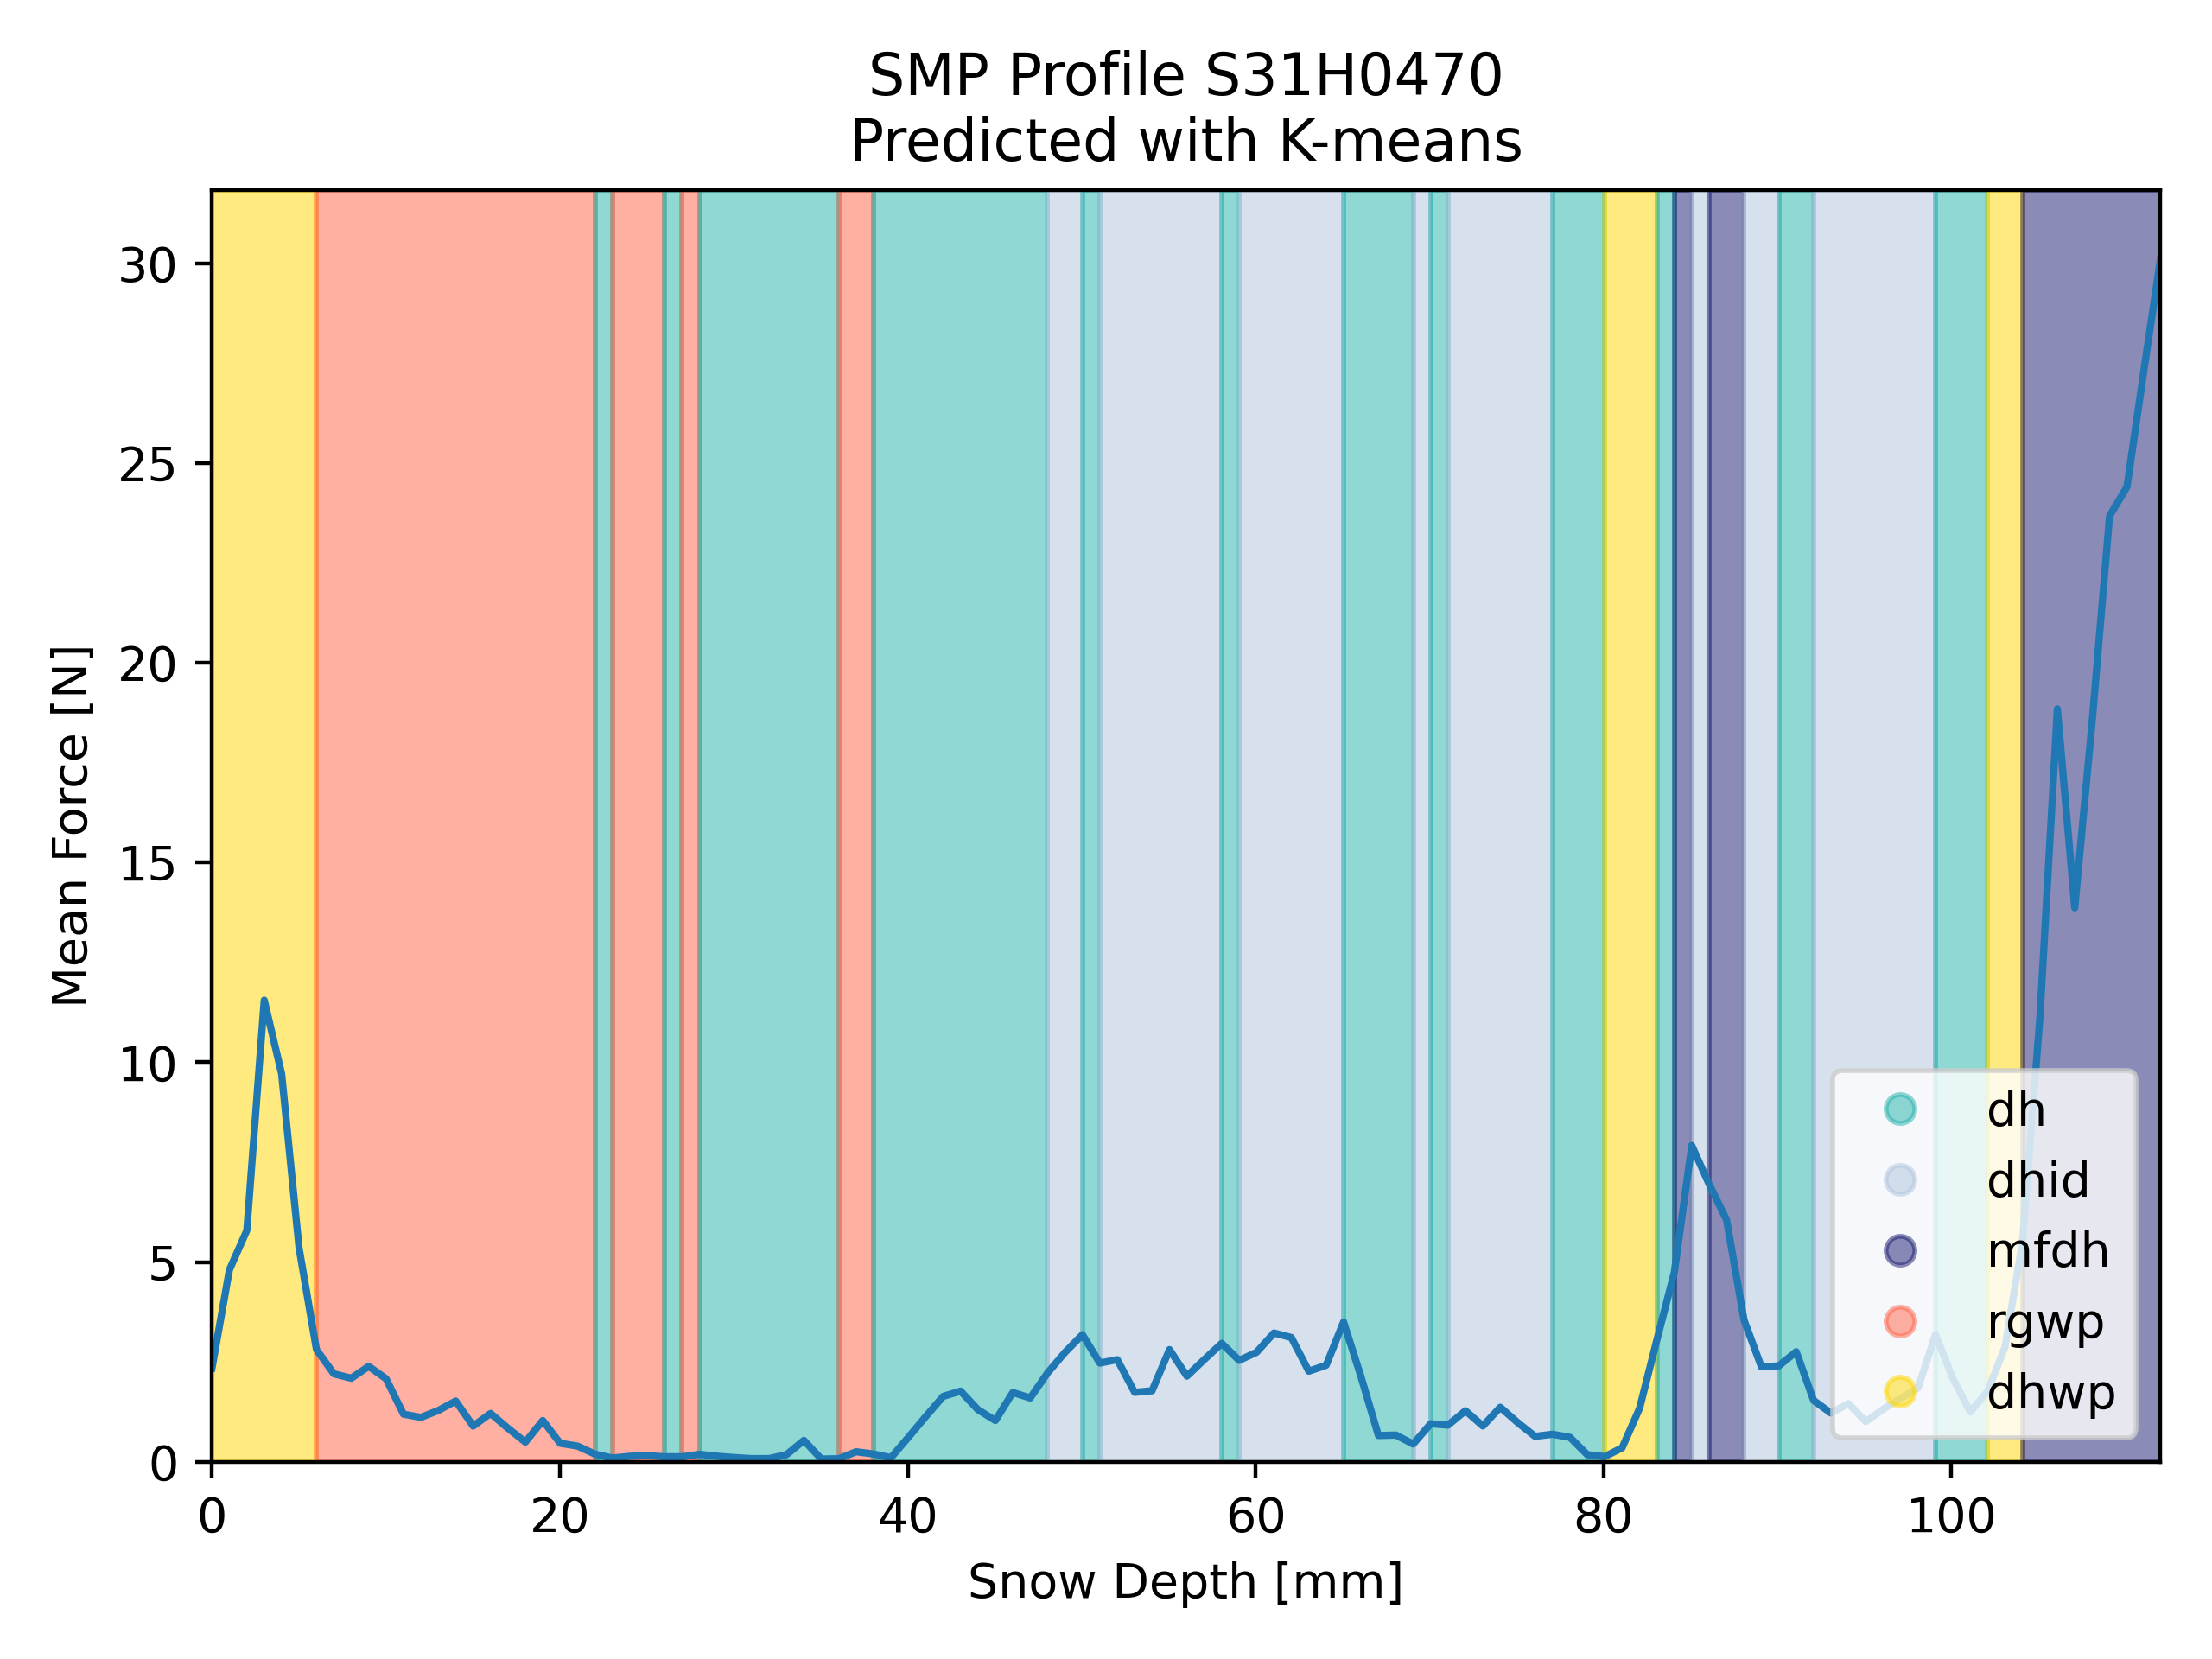 SMP Profile S31H0470
Predicted with K-means
Mean Force [N]
30
25
20
15
10
5
0
0 20 40 60 80 100
Snow Depth [mm]
dh
dhid
mfdh
rgwp
dhwp